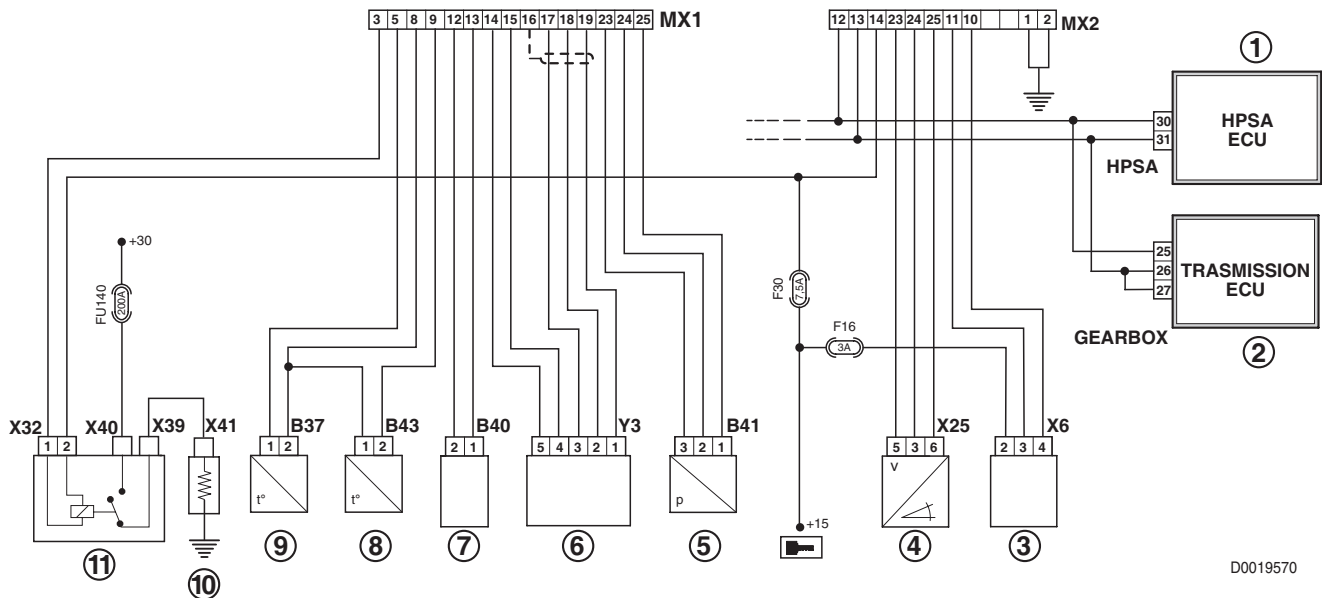 3 5 8 9 12 13 14 15 16 17 18 19 23 24 25 MX1
12 13 14 23 24 25 11 10 1 2 MX2
1
30
31
HPSA
ECU
HPSA
+30
FU140
200A
F30
7,5A
F16
3A
25
26
27
TRASMISSION
ECU
GEARBOX
2
X32 X40 X39 X41 B37 B43 B40 Y3 B41 X25 X6
1 2
1 2
1 2
2 1
5 4 3 2 1
3 2 1
5 3 6
2 3 4
t°
t°
p
V
+15
11
10
9
8
7
6
5
4
3
D0019570